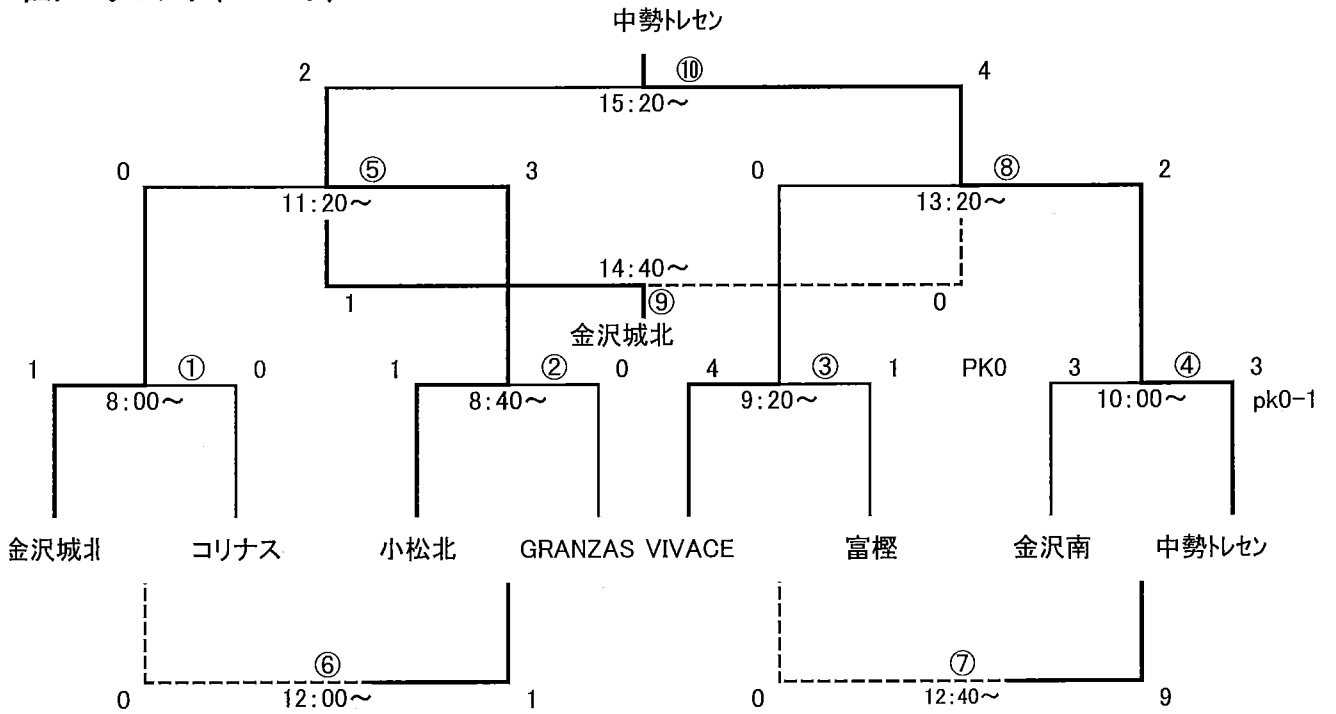 中勢トレセン
2 ⑩ 4
15:20～
0 ⑤ 3 0 ⑧ 2
11:20～ 13:20～
14:40～
1 ⑨ 0
金沢城北
1 ① 0 1 ② 0 4 ③ 1 PK0 3 ④ 3
8:00～ 8:40～ 9:20～ 10:00～ pk0-1
金沢城北 コリナス 小松北 GRANZAS VIVACE 富樫 金沢南 中勢トレセン
⑥ ⑦
0 12:00～ 1 0 12:40～ 9